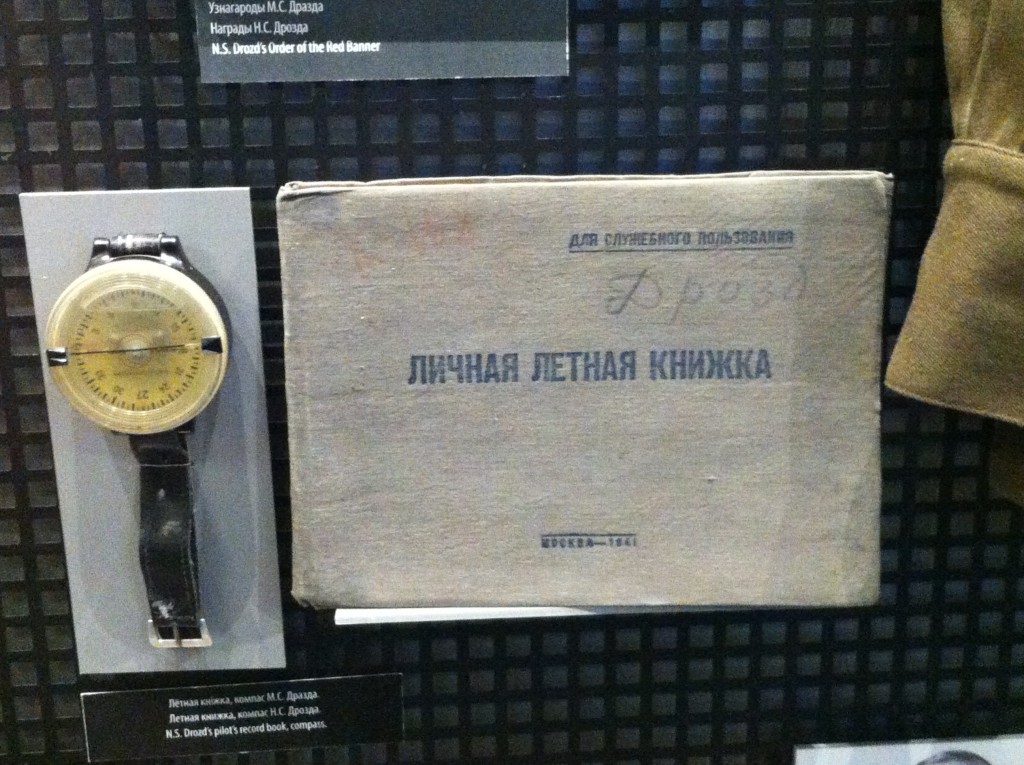 Узнагароды М.С. Дразда
Награды Н.С. Дрозда
N.S. Drozd's Order of the Red Banner
ДЛЯ СЛУЖЕБНОГО ПОЛЬЗОВАНИЯ
Дрозд
ЛИЧНАЯ ЛЕТНАЯ КНИЖКА
МОСКВА—1941
27
Лётная кніжка, компас М.С. Дразда.
Летная книжка, компас Н.С. Дрозда.
N.S. Drozd's pilot's record book, compass.